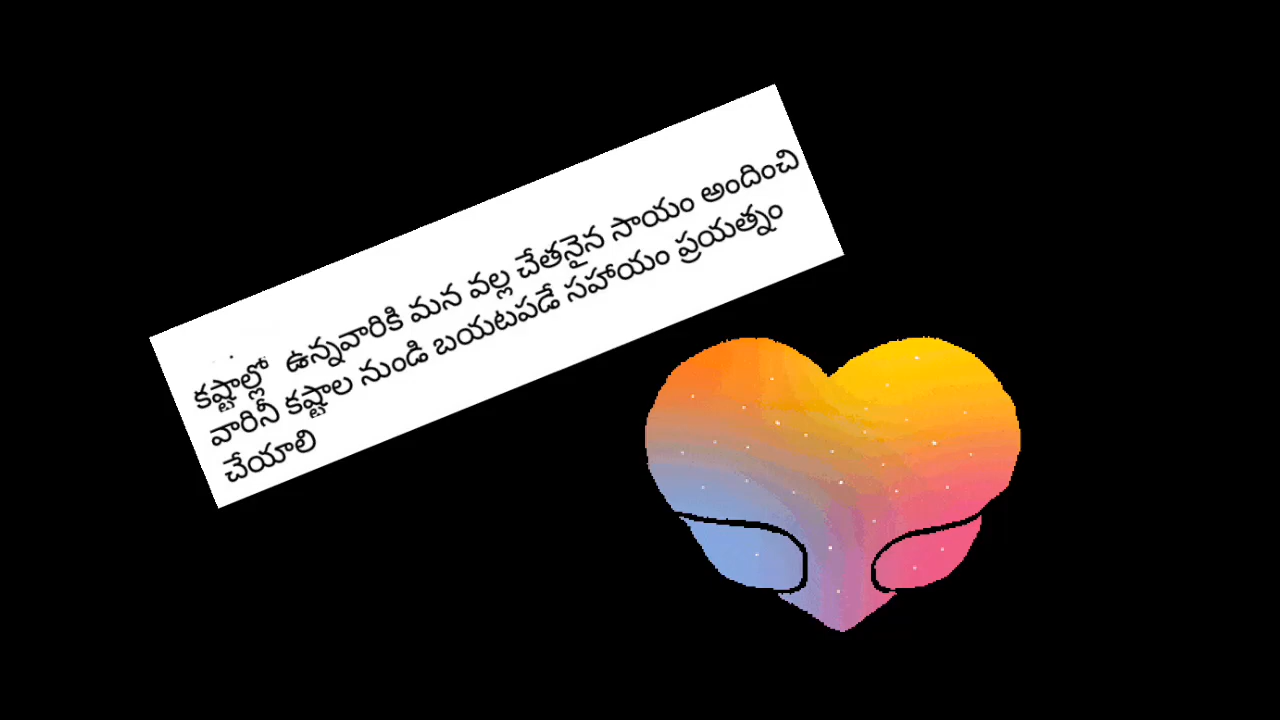 కష్టాల్లో ఉన్నవారికి మన వల్ల చేతనైన సాయం అందించి
వారినీ కష్టాల నుండి బయటపడే సహాయం ప్రయత్నం
చేయాలి